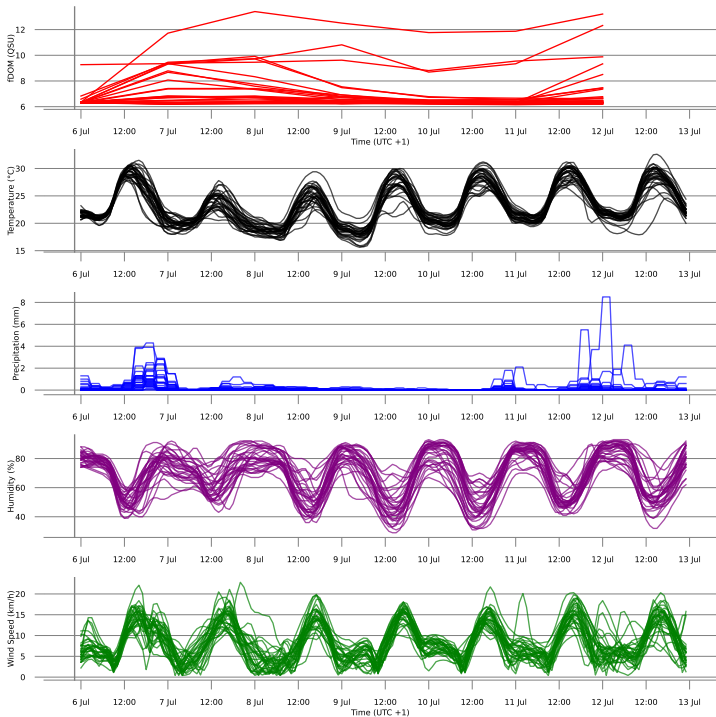 fDOM (QSU)
12
10
8
6
6 Jul 12:00 7 Jul 12:00 8 Jul 12:00 9 Jul 12:00 10 Jul 12:00 11 Jul 12:00 12 Jul 12:00 13 Jul
Time (UTC +1)
Temperature (°C)
30
25
20
15
6 Jul 12:00 7 Jul 12:00 8 Jul 12:00 9 Jul 12:00 10 Jul 12:00 11 Jul 12:00 12 Jul 12:00 13 Jul
Precipitation (mm)
8
6
4
2
0
6 Jul 12:00 7 Jul 12:00 8 Jul 12:00 9 Jul 12:00 10 Jul 12:00 11 Jul 12:00 12 Jul 12:00 13 Jul
Humidity (%)
80
60
40
6 Jul 12:00 7 Jul 12:00 8 Jul 12:00 9 Jul 12:00 10 Jul 12:00 11 Jul 12:00 12 Jul 12:00 13 Jul
Wind Speed (km/h)
20
15
10
5
0
6 Jul 12:00 7 Jul 12:00 8 Jul 12:00 9 Jul 12:00 10 Jul 12:00 11 Jul 12:00 12 Jul 12:00 13 Jul
Time (UTC +1)